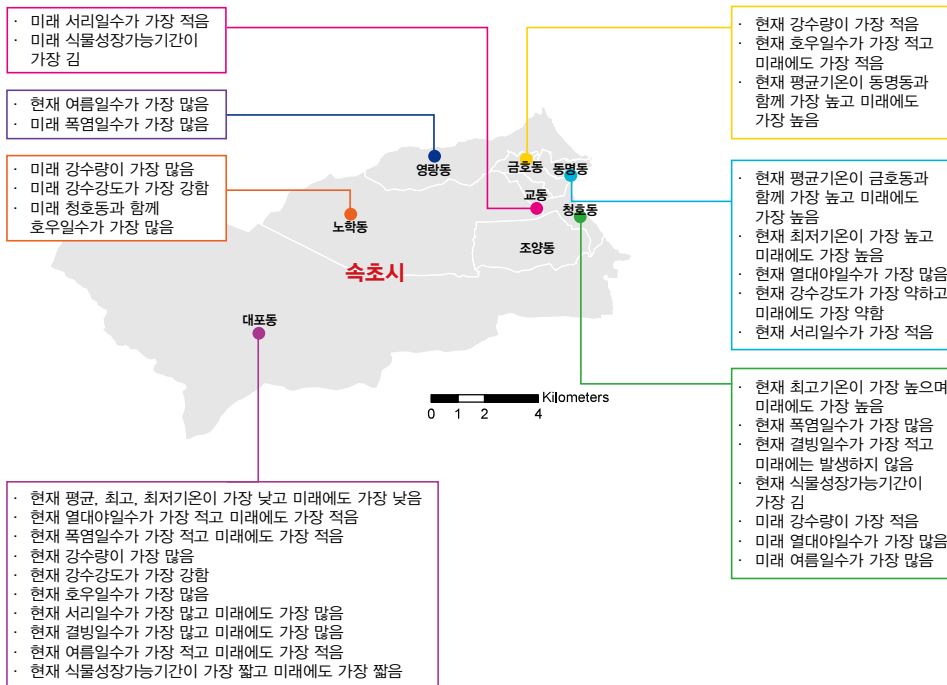 · 미래 서리일수가 가장 적음
· 미래 식물성장가능기간이
가장 김
· 현재 여름일수가 가장 많음
· 미래 폭염일수가 가장 많음
· 미래 강수량이 가장 많음
· 미래 강수강도가 가장 강함
· 미래 청호동과 함께
호우일수가 가장 많음
· 현재 강수량이 가장 적음
· 현재 호우일수가 가장 적고
미래에도 가장 적음
· 현재 평균기온이 동명동과
함께 가장 높고 미래에도
가장 높음
· 현재 평균기온이 금호동과
함께 가장 높고 미래에도
가장 높음
· 현재 최저기온이 가장 높고
미래에도 가장 높음
· 현재 열대야일수가 가장 많음
· 현재 강수강도가 가장 약하고
미래에도 가장 약함
· 현재 서리일수가 가장 적음
· 현재 최고기온이 가장 높으며
미래에도 가장 높음
· 현재 폭염일수가 가장 많음
· 현재 결빙일수가 가장 적고
미래에는 발생하지 않음
· 현재 식물성장가능기간이
가장 김
· 미래 강수량이 가장 적음
· 미래 열대야일수가 가장 많음
· 미래 여름일수가 가장 많음
영랑동
금호동
동명동
교동
청호동
노학동
조양동
속초시
대포동
Kilometers
0 1 2 4
· 현재 평균, 최고, 최저기온이 가장 낮고 미래에도 가장 낮음
· 현재 열대야일수가 가장 적고 미래에도 가장 적음
· 현재 폭염일수가 가장 적고 미래에도 가장 적음
· 현재 강수량이 가장 많음
· 현재 강수강도가 가장 강함
· 현재 호우일수가 가장 많음
· 현재 서리일수가 가장 많고 미래에도 가장 많음
· 현재 결빙일수가 가장 많고 미래에도 가장 많음
· 현재 여름일수가 가장 적고 미래에도 가장 적음
· 현재 식물성장가능기간이 가장 짧고 미래에도 가장 짧음